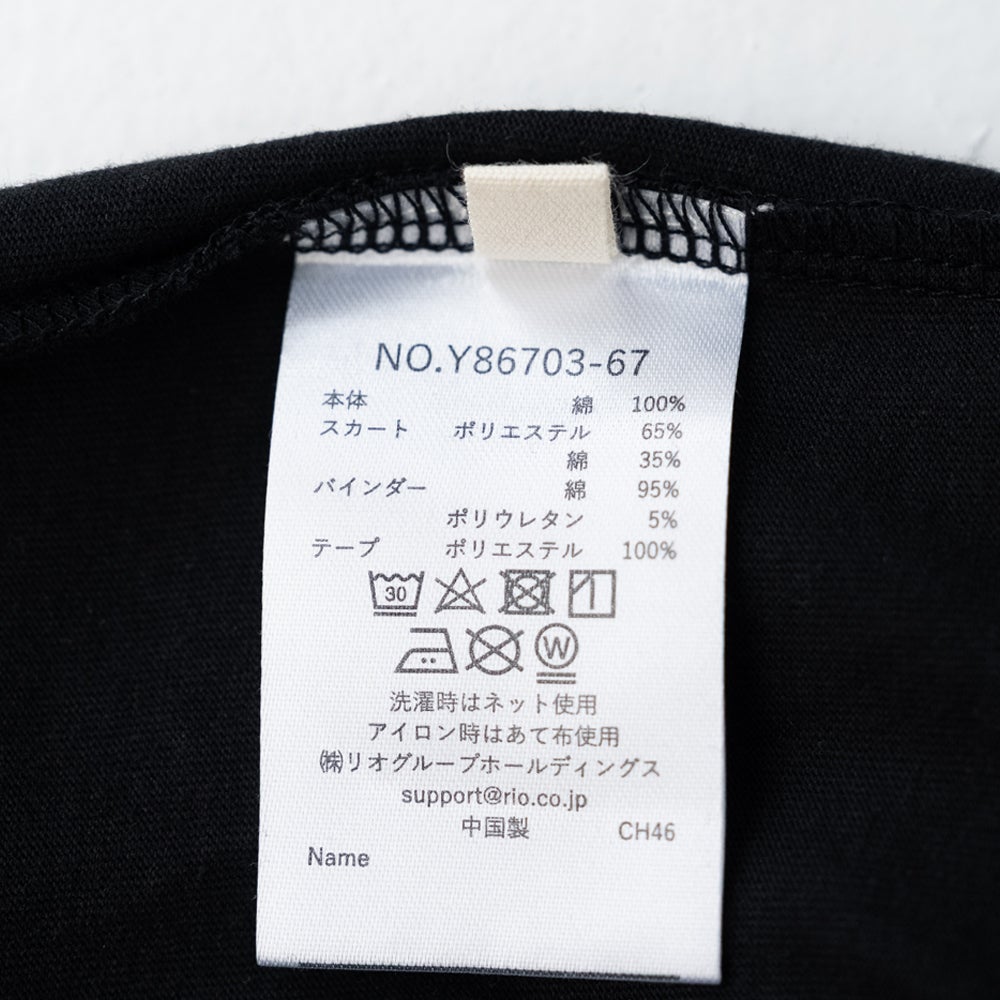 NO.Y86703-67
本体 綿 100%
スカート ポリエステル 65%
綿 35%
バインダー 綿 95%
ポリウレタン 5%
テープ ポリエステル 100%
30
W
洗濯時はネット使用
アイロン時はあて布使用
㈱リオグループホールディングス
support@rio.co.jp
中国製 CH46
Name